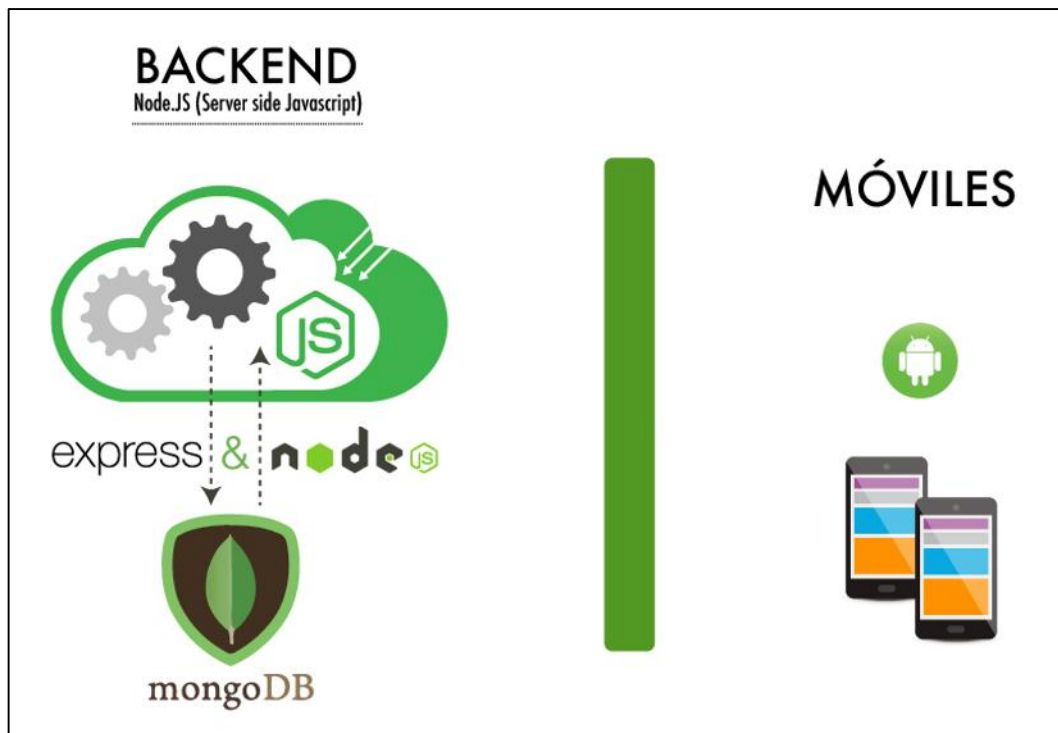 BACKEND
Node.JS (Server side Javascript)
MÓVILES
JS
express & node JS
mongoDB